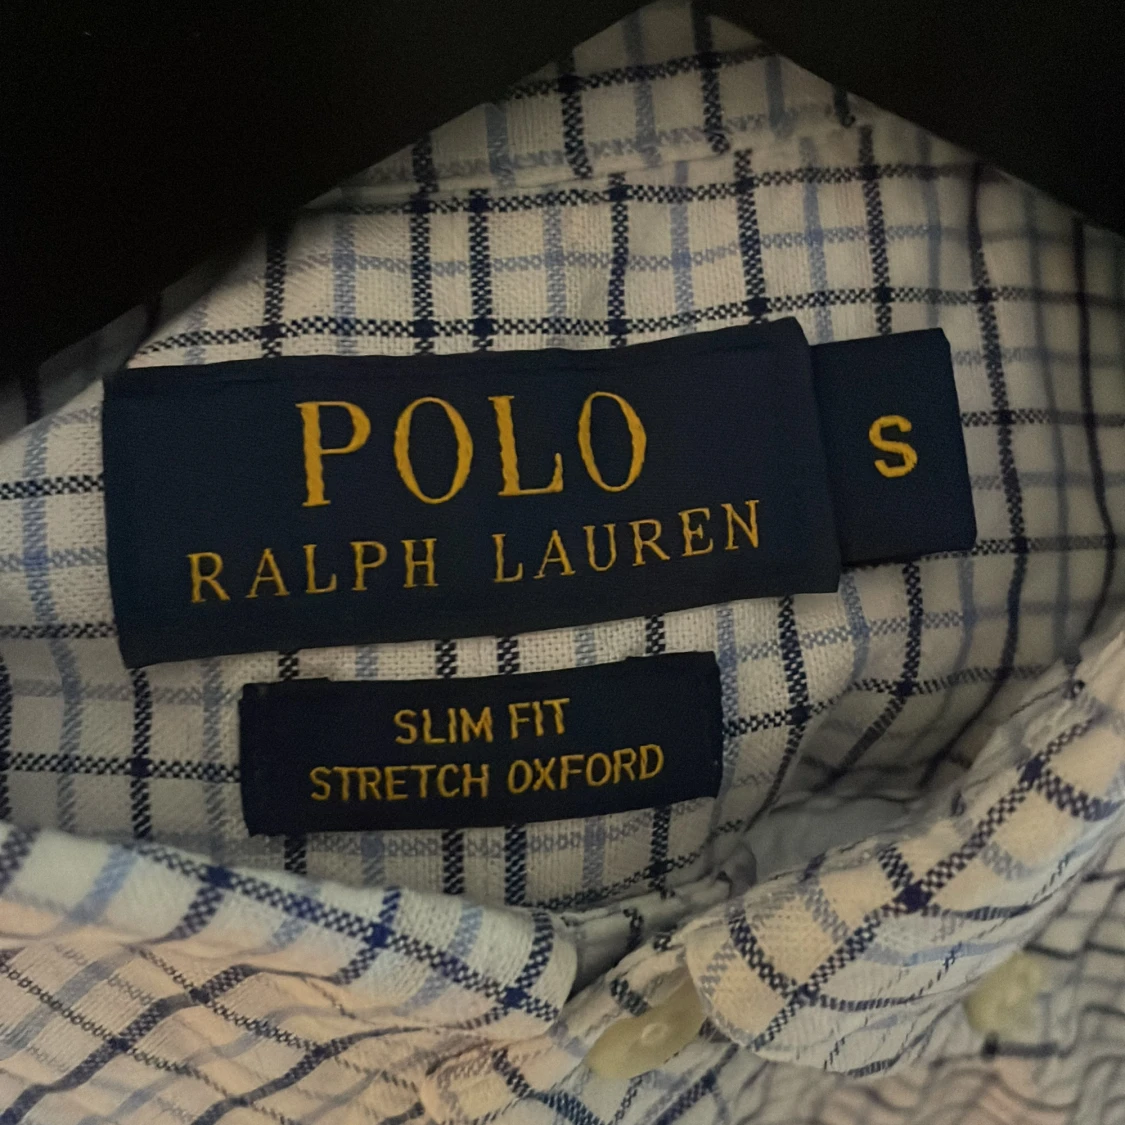 POLO
RALPH LAUREN
S
SLIM FIT
STRETCH OXFORD